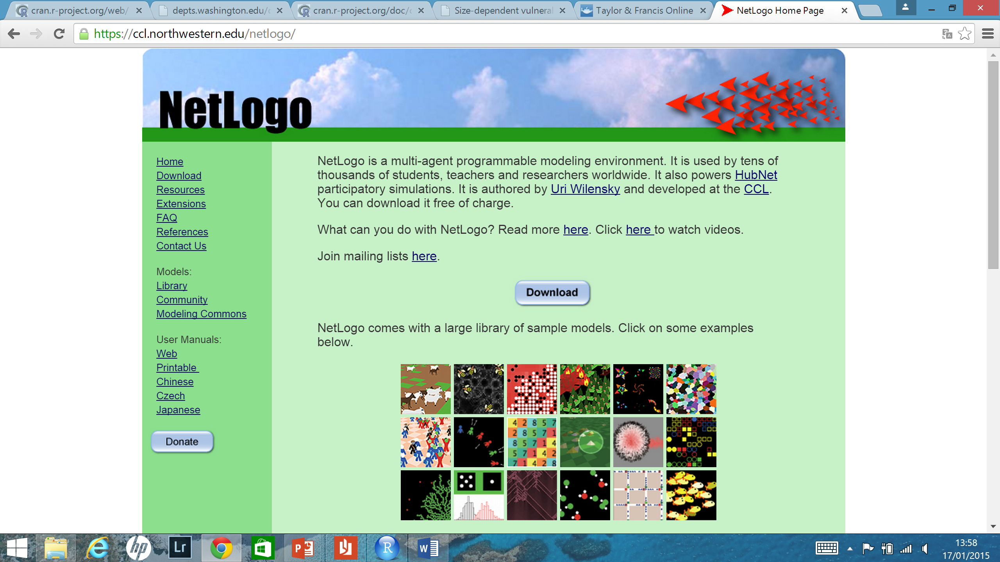 cran.r-project.org/web/
depts.washington.edu/
cran.r-project.org/doc/
Size-dependent vulneral
Taylor & Francis Online
NetLogo Home Page
https://ccl.northwestern.edu/netlogo/
NetLogo
Home
Download
Resources
Extensions
FAQ
References
Contact Us
Models:
Library
Community
Modeling Commons
User Manuals:
Web
Printable
Chinese
Czech
Japanese
Donate
NetLogo is a multi-agent programmable modeling environment. It is used by tens of
thousands of students, teachers and researchers worldwide. It also powers HubNet
participatory simulations. It is authored by Uri Wilensky and developed at the CCL.
You can download it free of charge.
What can you do with NetLogo? Read more here. Click here to watch videos.
Join mailing lists here.
Download
NetLogo comes with a large library of sample models. Click on some examples
below.
4 2 8 5 7
2 8 5 7 1
8 5 7 1 4
5 7 1 4 2
7 1 4 2 8
hp
Lr
P
R
W
13:58
17/01/2015